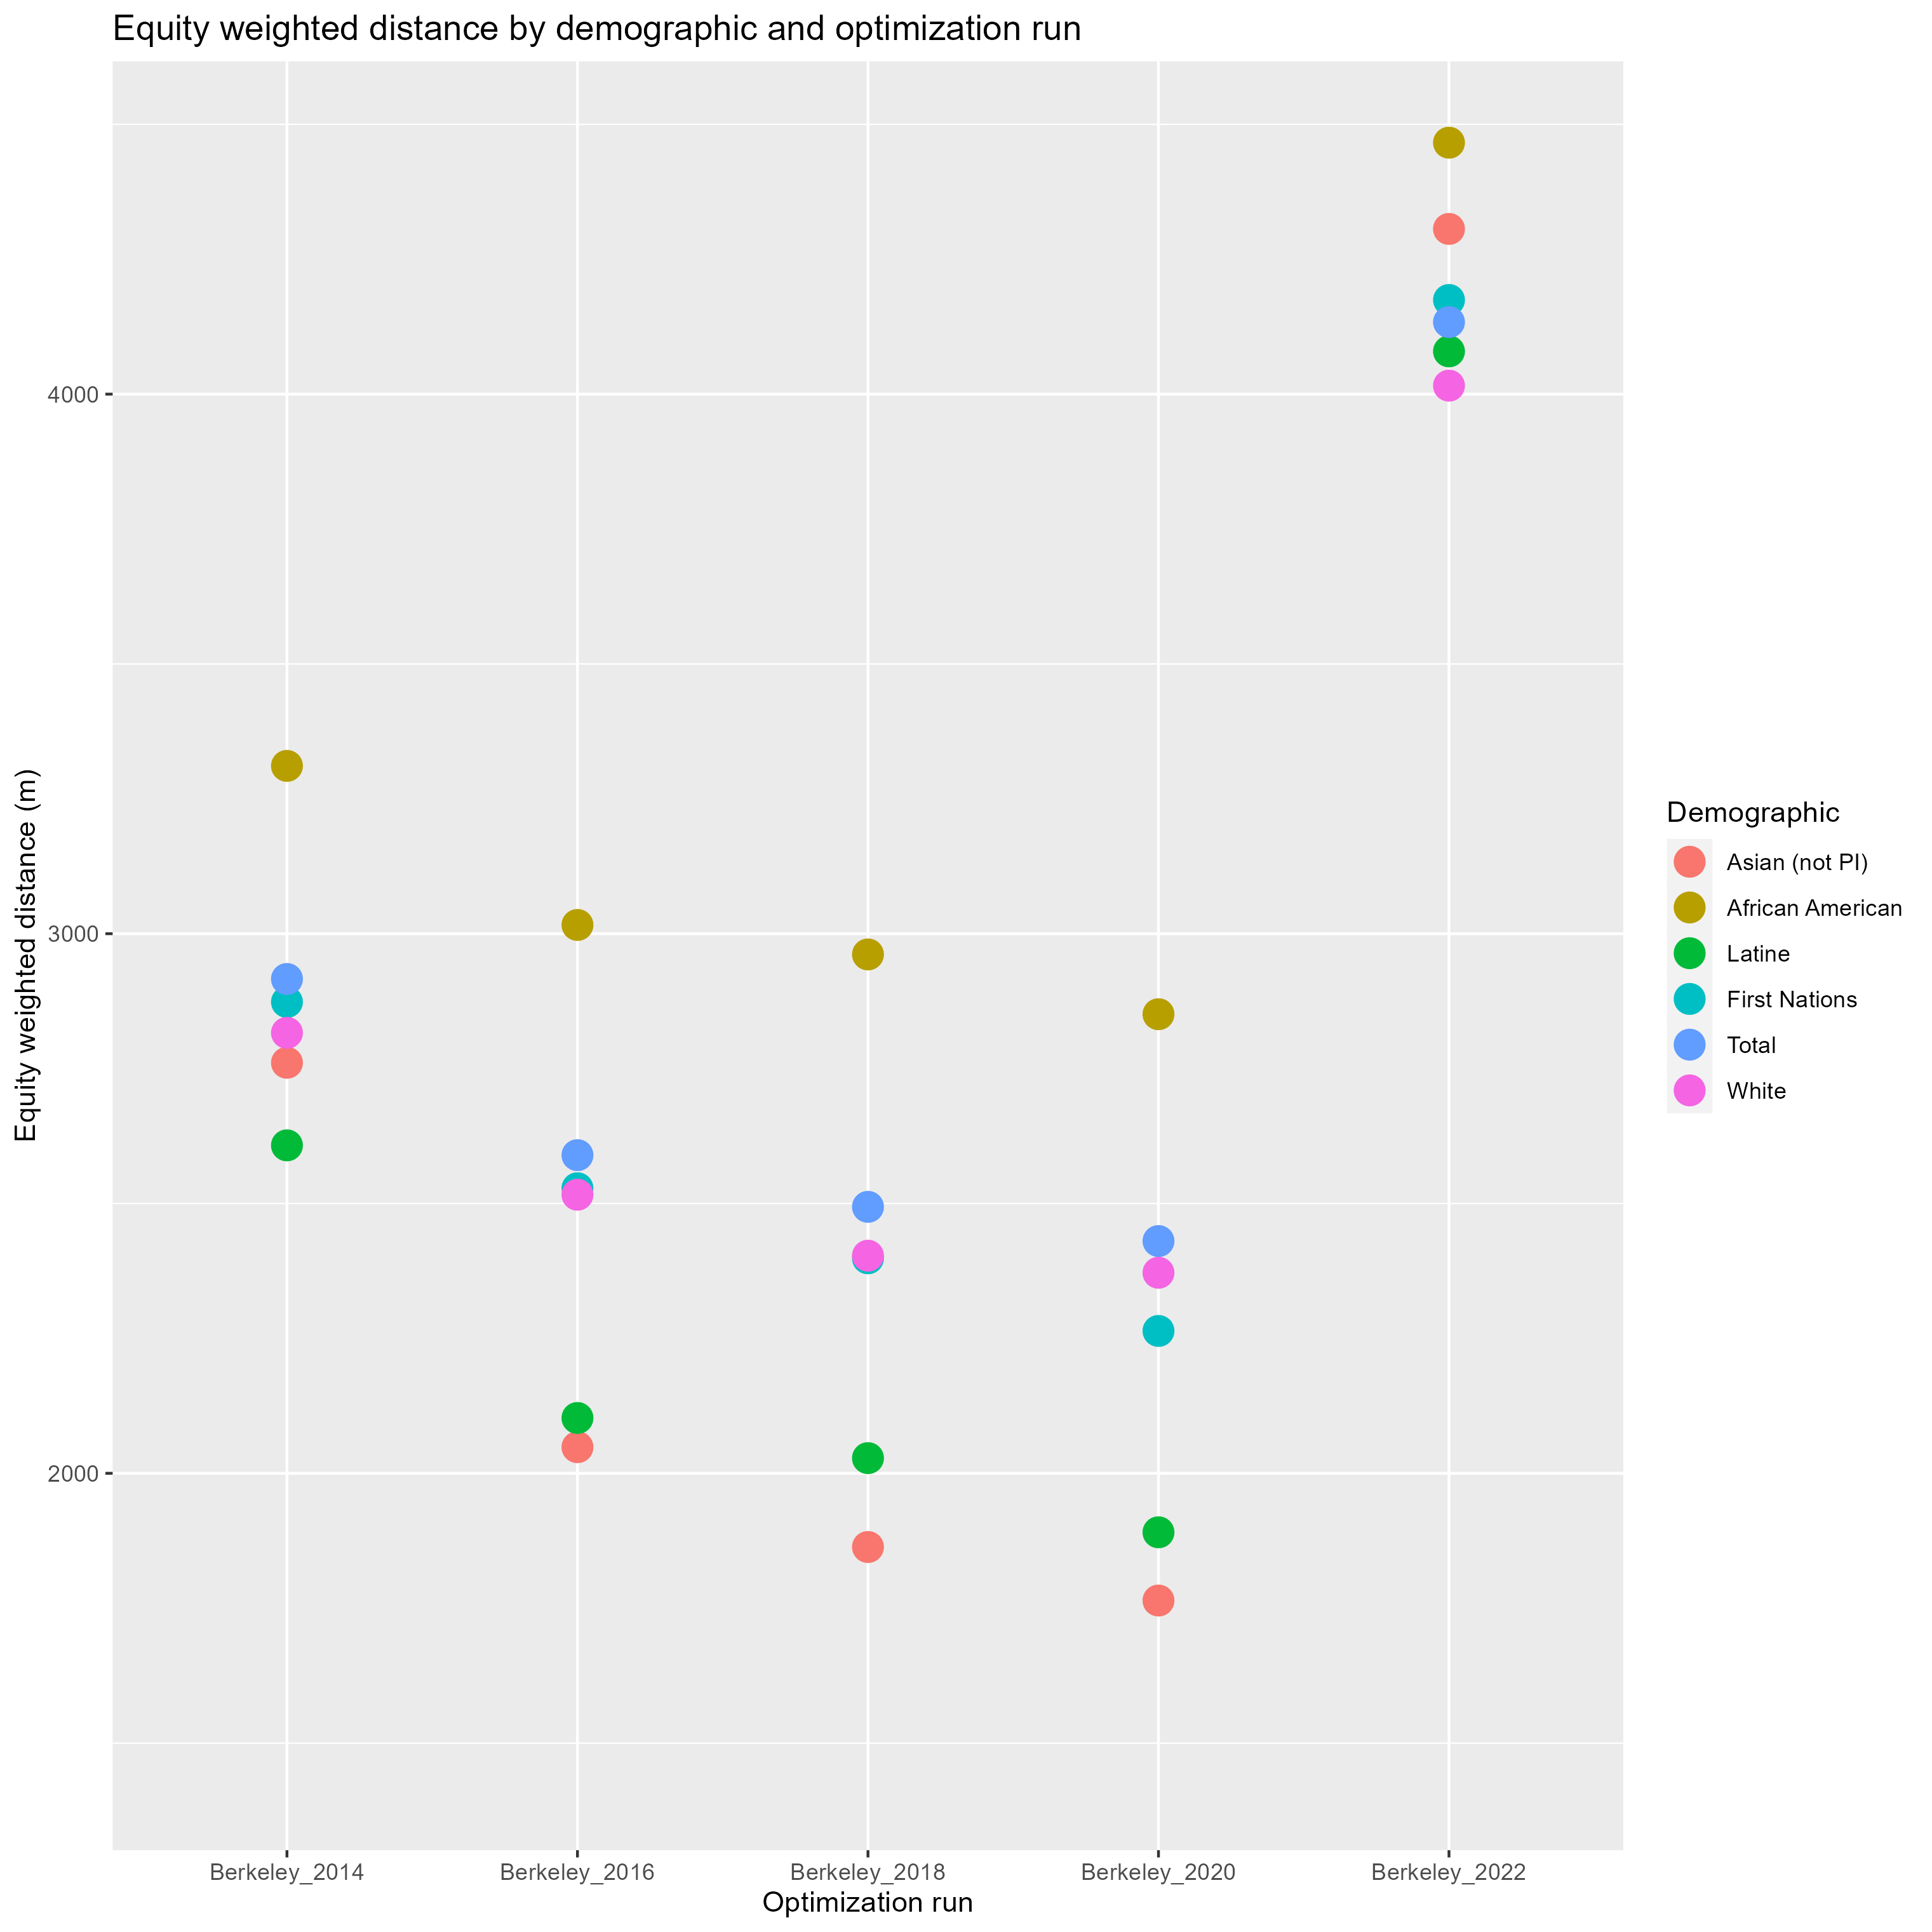 Equity weighted distance by demographic and optimization run
Equity weighted distance (m)
4000
3000
2000
Berkeley_2014
Berkeley_2016
Berkeley_2018
Berkeley_2020
Berkeley_2022
Optimization run
Demographic
Asian (not PI)
African American
Latine
First Nations
Total
White